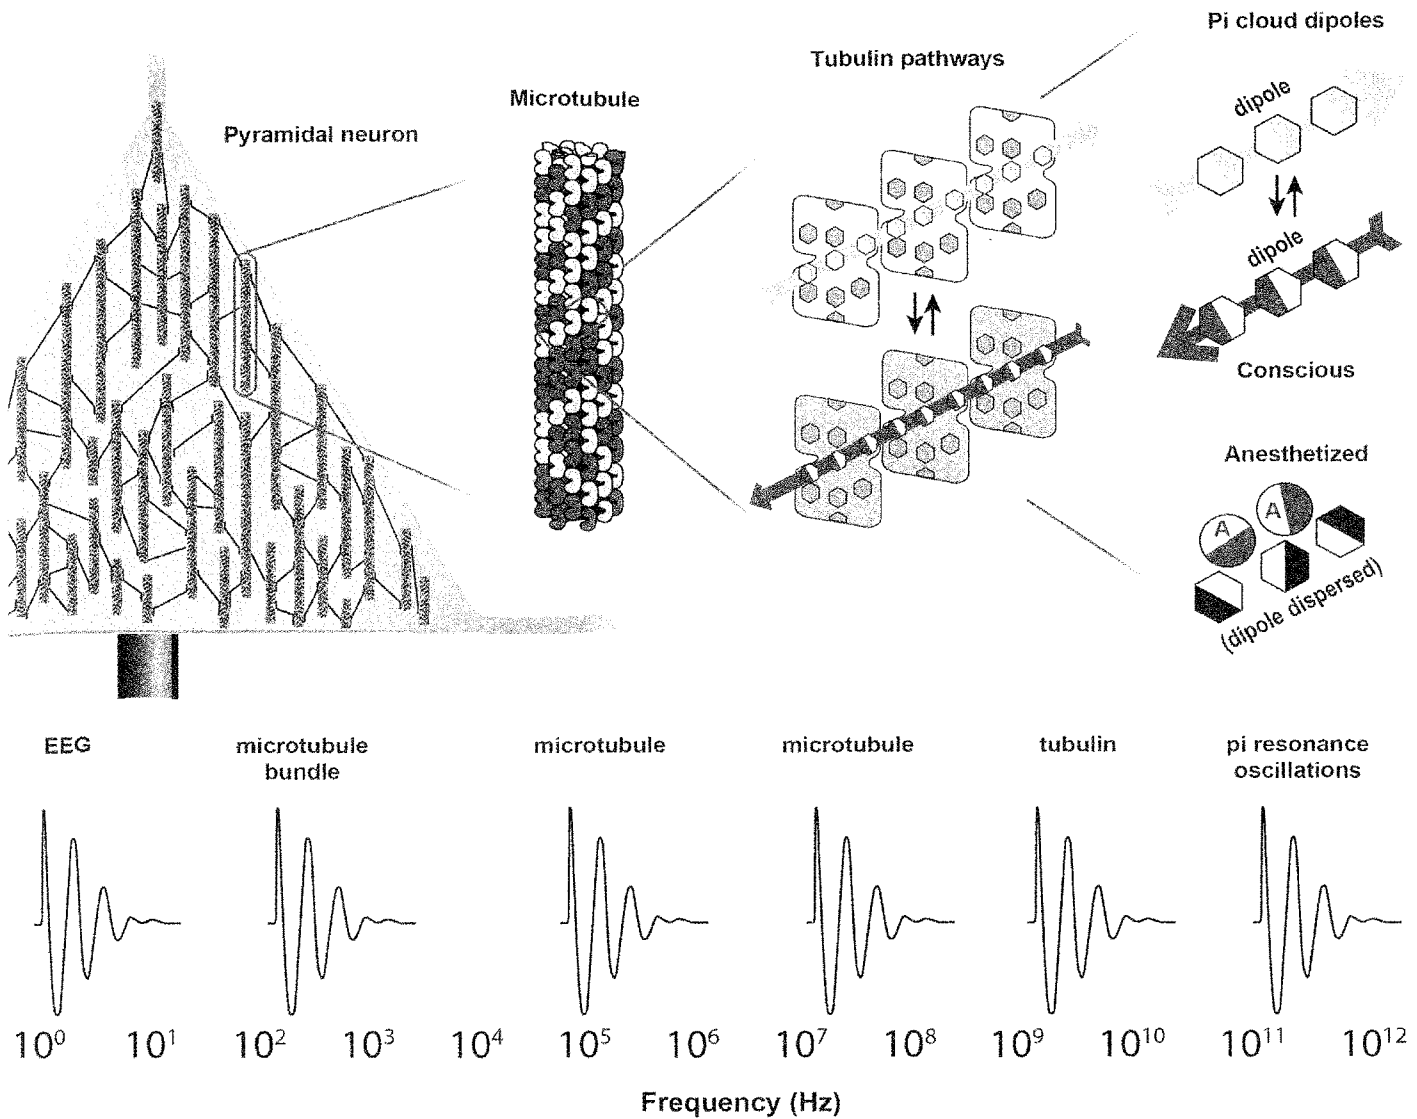 Pi cloud dipoles
Tubulin pathways
Microtubule
Pyramidal neuron
dipole
dipole
Conscious
Anesthetized
A
A
(dipole dispersed)
EEG
microtubule
bundle
microtubule
microtubule
tubulin
pi resonance
oscillations
10⁰ 10¹ 10² 10³ 10⁴ 10⁵ 10⁶ 10⁷ 10⁸ 10⁹ 10¹⁰ 10¹¹ 10¹²
Frequency (Hz)